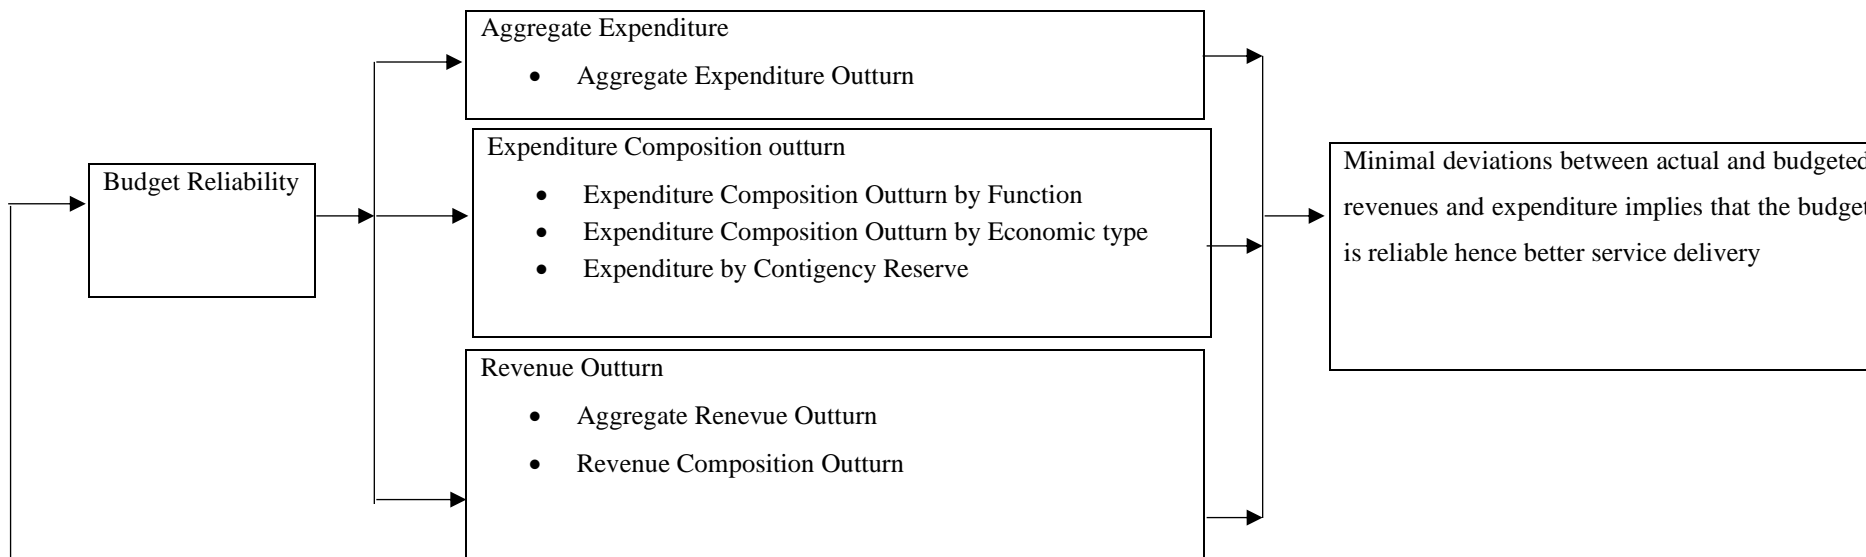 Aggregate Expenditure
• Aggregate Expenditure Outturn
Budget Reliability
Expenditure Composition outturn
• Expenditure Composition Outturn by Function
• Expenditure Composition Outturn by Economic type
• Expenditure by Contigency Reserve
Revenue Outturn
• Aggregate Renevue Outturn
• Revenue Composition Outturn
Minimal deviations between actual and budgeted
revenues and expenditure implies that the budget
is reliable hence better service delivery